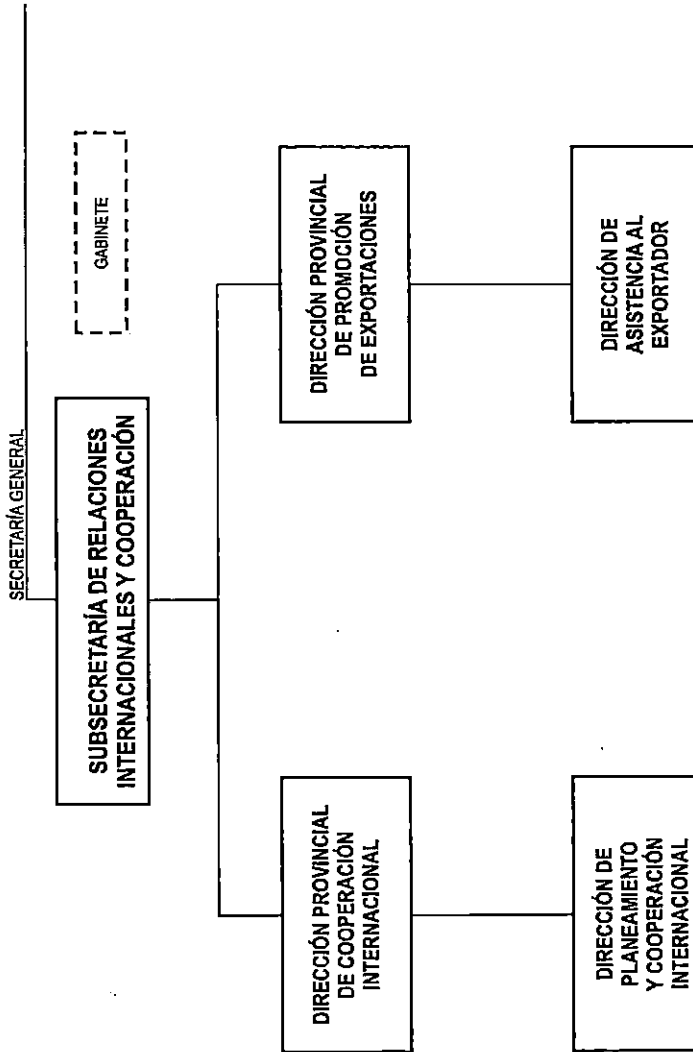 SECRETARÍA GENERAL
SUBSECRETARÍA DE RELACIONES
INTERNACIONALES Y COOPERACIÓN
GABINETE
DIRECCIÓN PROVINCIAL
DE COOPERACIÓN
INTERNACIONAL
DIRECCIÓN PROVINCIAL
DE PROMOCIÓN
DE EXPORTACIONES
DIRECCIÓN DE
PLANEAMIENTO
Y COOPERACIÓN
INTERNACIONAL
DIRECCIÓN DE
ASISTENCIA AL
EXPORTADOR